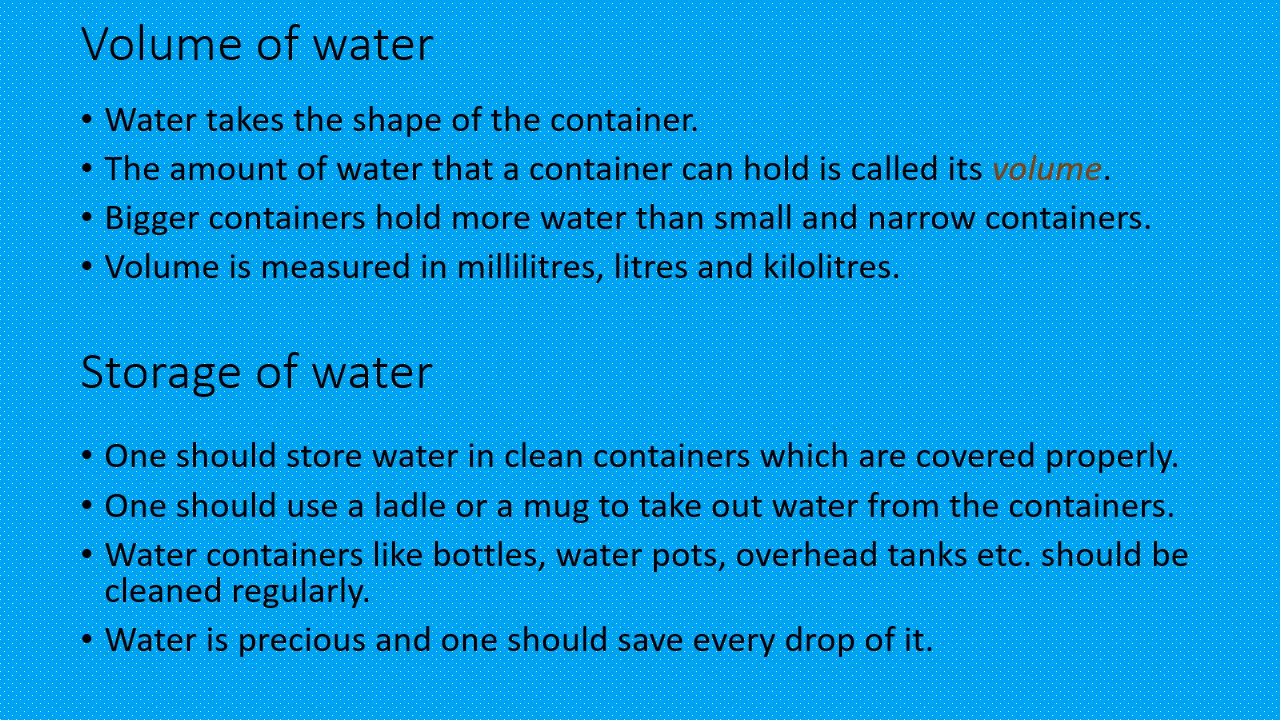 Volume of water
• Water takes the shape of the container.
• The amount of water that a container can hold is called its volume.
• Bigger containers hold more water than small and narrow containers.
• Volume is measured in millilitres, litres and kilolitres.
Storage of water
• One should store water in clean containers which are covered properly.
• One should use a ladle or a mug to take out water from the containers.
• Water containers like bottles, water pots, overhead tanks etc. should be
cleaned regularly.
• Water is precious and one should save every drop of it.